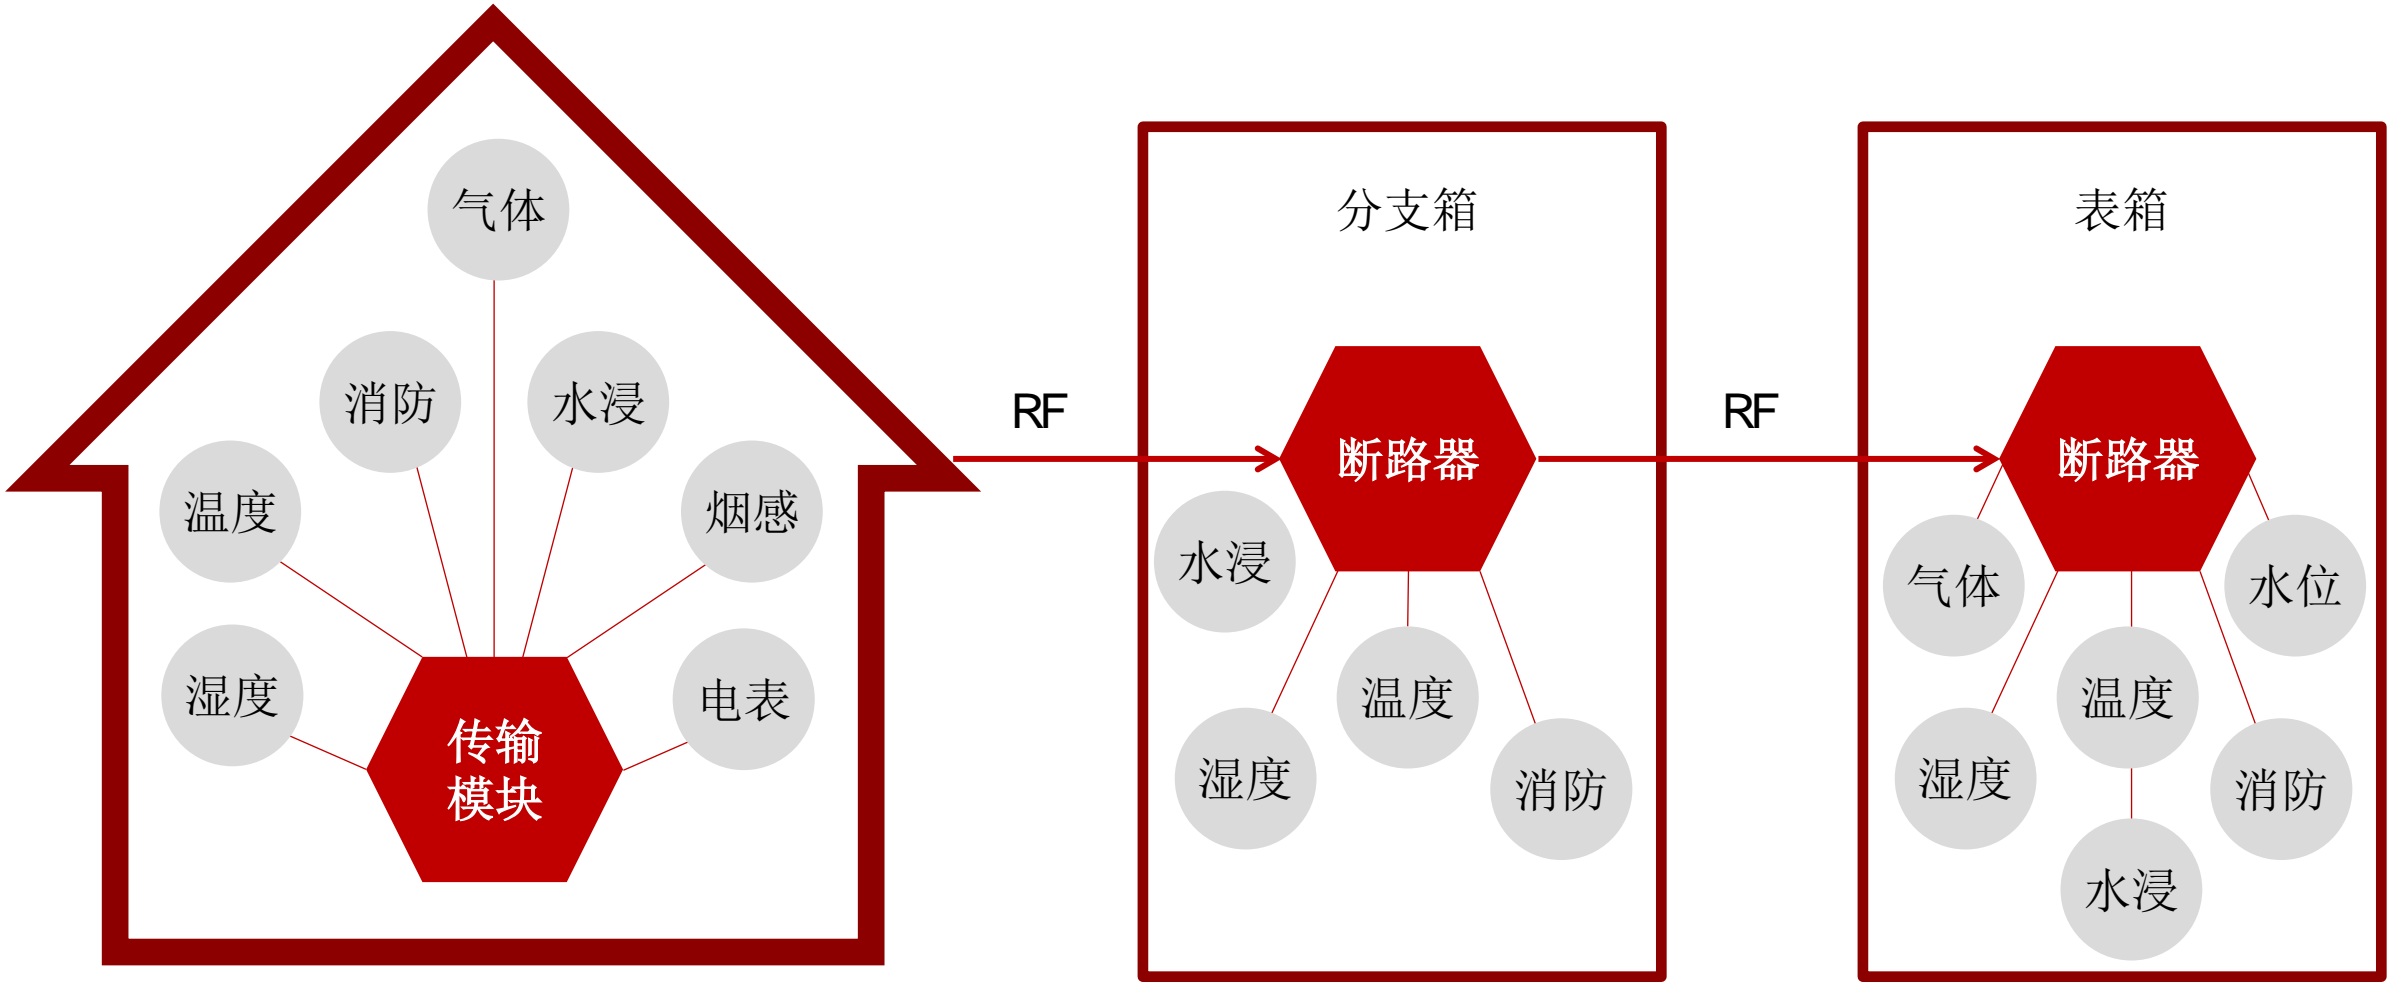 气体
消防
水浸
温度
烟感
湿度
电表
传输
模块
RF
分支箱
断路器
水浸
温度
湿度
消防
RF
表箱
断路器
气体
水位
温度
湿度
消防
水浸